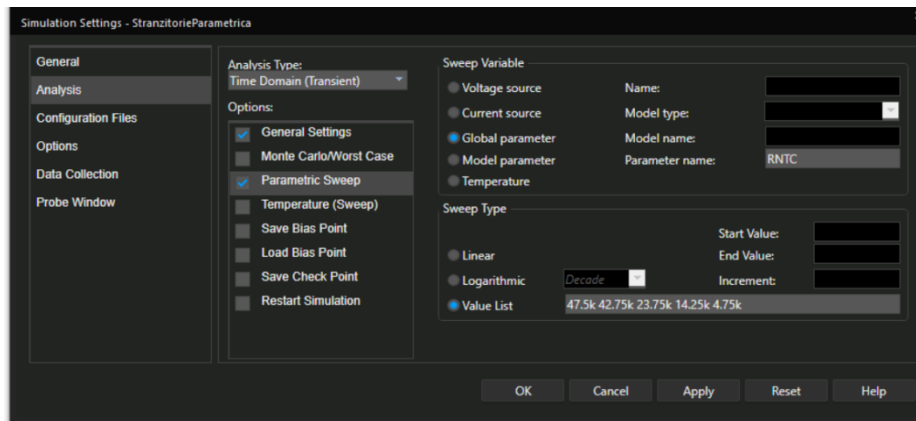 Simulation Settings - StranzitorieParametrica
General
Analysis
Configuration Files
Options
Data Collection
Probe Window
Analysis Type:
Time Domain (Transient)
Options:
General Settings
Monte Carlo/Worst Case
Parametric Sweep
Temperature (Sweep)
Save Bias Point
Load Bias Point
Save Check Point
Restart Simulation
Sweep Variable
Voltage source Name:
Current source Model type:
Global parameter Model name:
Model parameter Parameter name: RNTC
Temperature
Sweep Type
Start Value:
Linear End Value:
Logarithmic Decade Increment:
Value List 47.5k 42.75k 23.75k 14.25k 4.75k
OK Cancel Apply Reset Help